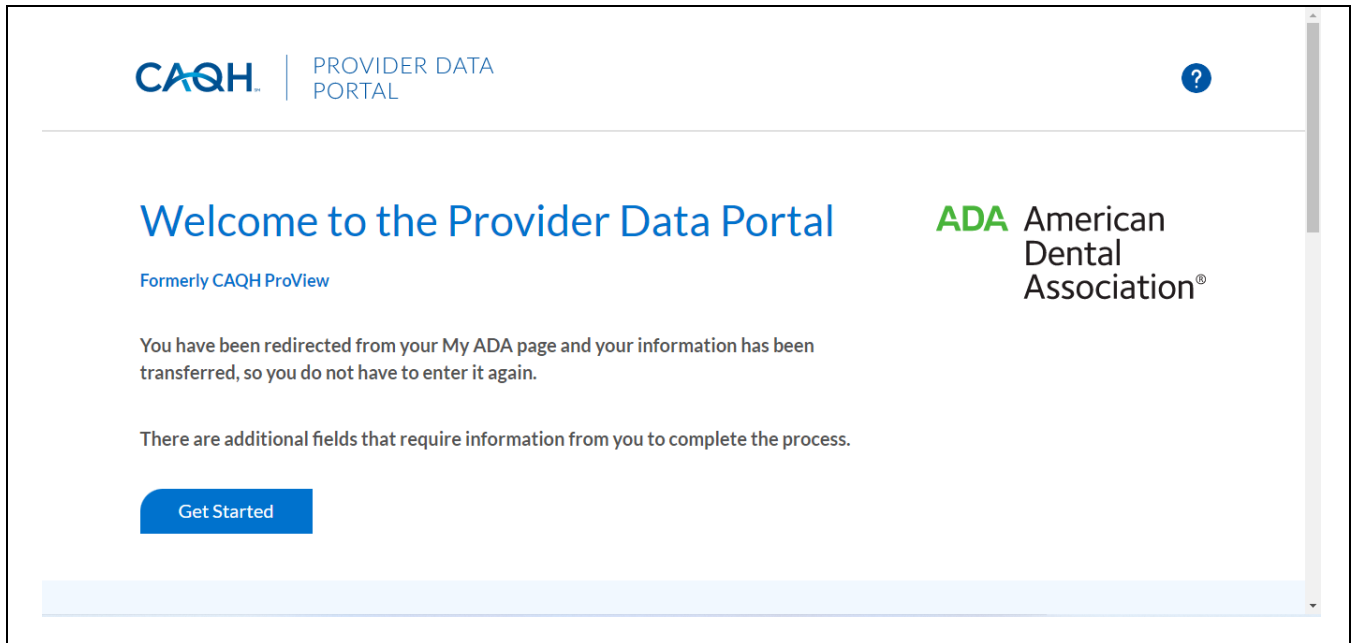 CAQH
PROVIDER DATA
PORTAL
?
Welcome to the Provider Data Portal
ADA American
Dental
Association®
Formerly CAQH ProView
You have been redirected from your My ADA page and your information has been
transferred, so you do not have to enter it again.
There are additional fields that require information from you to complete the process.
Get Started